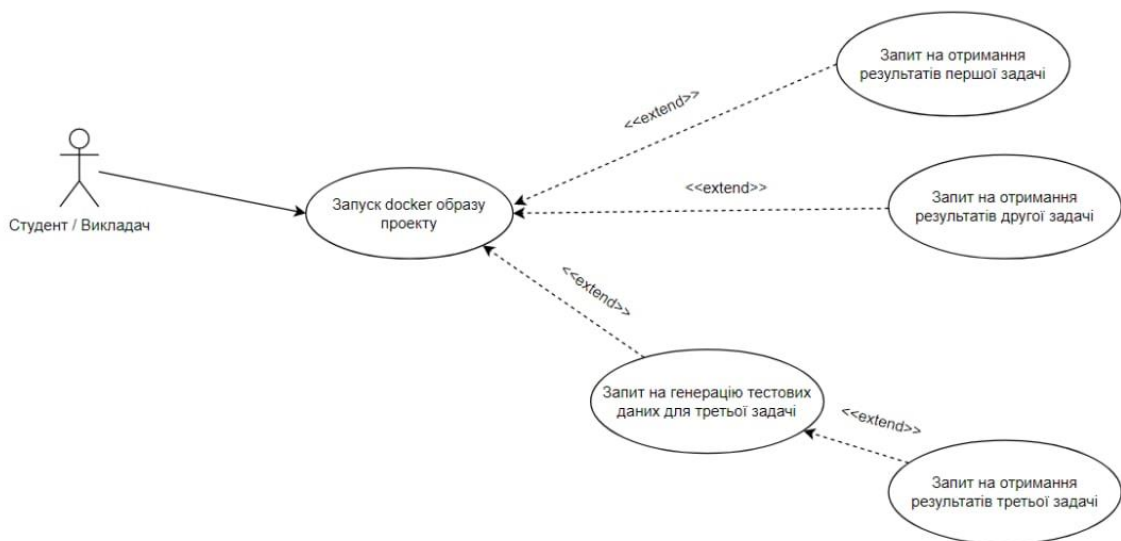 Запит на отримання
результатів першої задачі
<<extend>>
Студент / Викладач
Запуск docker образу
проекту
<<extend>>
Запит на отримання
результатів другої задачі
<<extend>>
Запит на генерацію тестових
даних для третьої задачі
<<extend>>
Запит на отримання
результатів третьої задачі